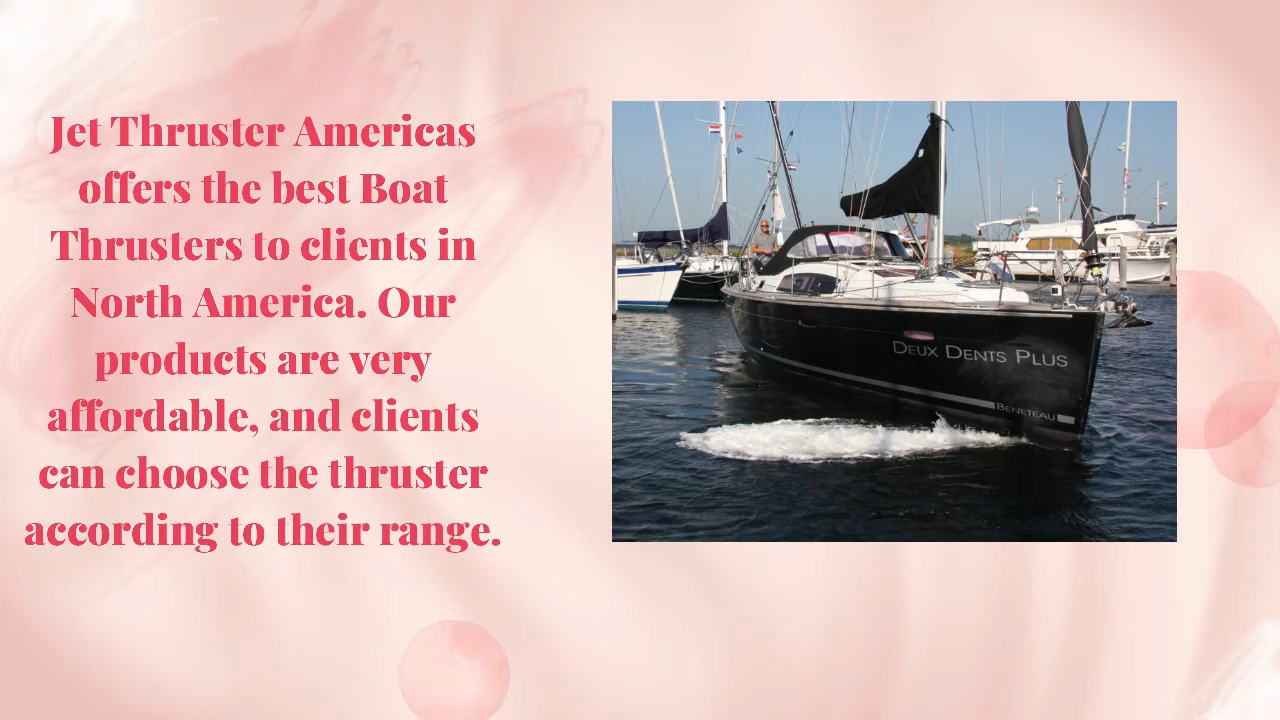 Jet Thruster Americas
offers the best Boat
Thrusters to clients in
North America. Our
products are very
affordable, and clients
can choose the thruster
according to their range.
DEUX DENTS PLUS
BENETEAU